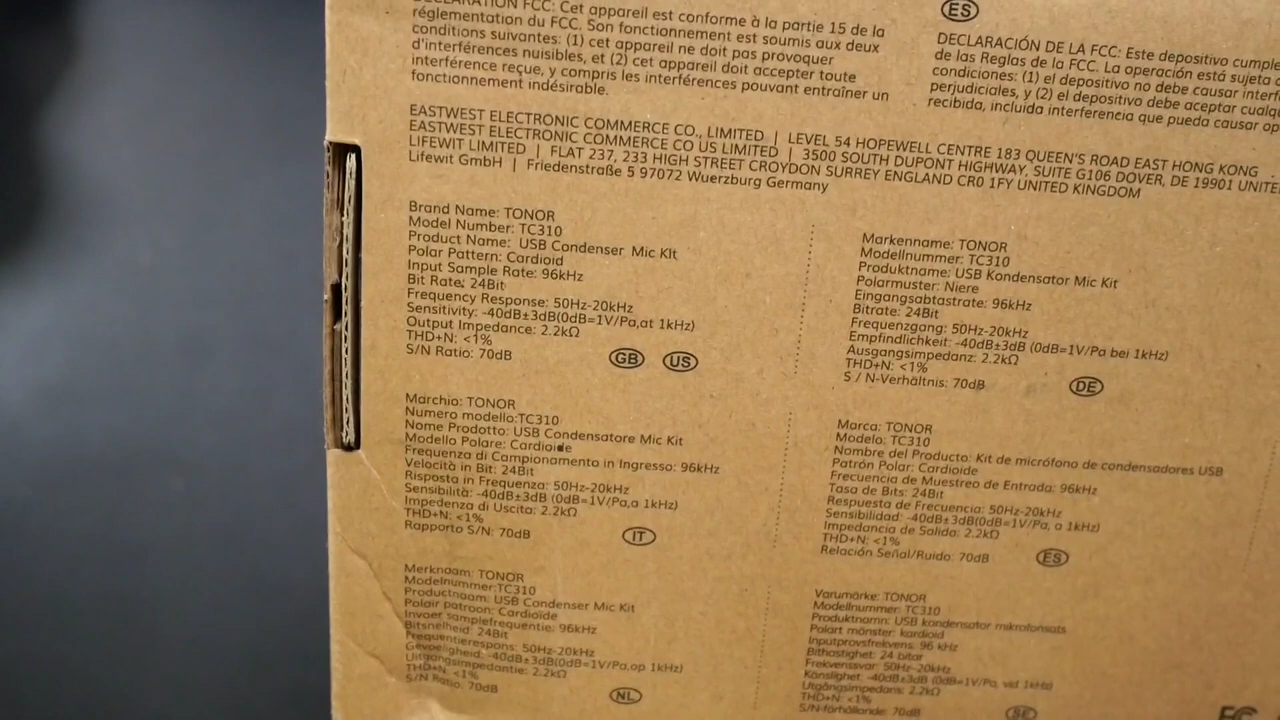 DÉCLARATION FCC: Cet appareil est conforme à la partie 15 de la
réglementation du FCC. Son fonctionnement est soumis aux deux
conditions suivantes: (1) cet appareil ne doit pas provoquer
d'interférences nuisibles, et (2) cet appareil doit accepter toute
interférence reçue, y compris les interférences pouvant entraîner un
fonctionnement indésirable.
ES
DECLARACIÓN DE LA FCC: Este depositivo cumple
de las Reglas de la FCC. La operación está sujeta
condiciones: (1) el depositivo no debe causar
perjudiciales, y (2) el depositivo debe aceptar
recibida, incluida interferencia que pueda causar
EASTWEST ELECTRONIC COMMERCE CO., LIMITED | LEVEL 54 HOPEWELL CENTRE 183 QUEEN'S ROAD EAST HONG KONG
EASTWEST ELECTRONIC COMMERCE CO US LIMITED | 3500 SOUTH DUPONT HIGHWAY, SUITE G106 DOVER, DE 19901
LIFEWIT LIMITED | FLAT 237, 233 HIGH STREET CROYDON SURREY ENGLAND CR0 1FY UNITED KINGDOM
Lifewit GmbH | Friedenstraße 5 97072 Wuerzburg Germany
Brand Name: TONOR
Model Number: TC310
Product Name: USB Condenser Mic KIt
Polar Pattern: Cardioid
Input Sample Rate: 96kHz
Bit Rate: 24Bit
Frequency Response: 50Hz-20kHz
Sensitivity: -40dB±3dB(0dB=1V/Pa,at 1kHz)
Output Impedance: 2.2kΩ
THD+N: <1%
S/N Ratio: 70dB
GB US
Markenname: TONOR
Modellnummer: TC310
Produktname: USB Kondensator Mic Kit
Polarmuster: Niere
Eingangsabtastrate: 96kHz
Bitrate: 24Bit
Frequenzgang: 50Hz-20kHz
Empfindlichkeit: -40dB±3dB (0dB=1V/Pa bei 1kHz)
Ausgangsimpedanz: 2.2kΩ
THD+N: <1%
S / N-Verhältnis: 70dB
DE
Marchio: TONOR
Numero modello:TC310
Nome Prodotto: USB Condensatore Mic Kit
Modello Polare: Cardioide
Frequenza di Campionamento in Ingresso: 96kHz
Velocità in Bit: 24Bit
Risposta in Frequenza: 50Hz-20kHz
Sensibilità: -40dB±3dB (0dB=1V/Pa,a 1kHz)
Impedenza di Uscita: 2.2kΩ
THD+N: <1%
Rapporto S/N: 70dB
IT
Marca: TONOR
Modelo: TC310
Nombre del Producto: Kit de micrófono de condensadores USB
Patrón Polar: Cardioide
Frecuencia de Muestreo de Entrada: 96kHz
Tasa de Bits: 24Bit
Respuesta de Frecuencia: 50Hz-20kHz
Sensibilidad: -40dB±3dB(0dB=1V/Pa, a 1kHz)
Impedancia de Salida: 2.2kΩ
THD+N: <1%
Relación Señal/Ruido: 70dB
ES
Merknaam: TONOR
Modelnummer:TC310
Productnaam: USB Condenser Mic Kit
Polair patroon: Cardioïde
Invoer samplefrequentie: 96kHz
Bitsnelheid: 24Bit
Frequentierespons: 50Hz-20kHz
Gevoeligheid: -40dB±3dB(0dB=1V/Pa,op 1kHz)
Uitgangsimpedantie: 2.2kΩ
THD+N: <1%
S/N Ratio: 70dB
NL
Varumärke: TONOR
Modellnummer: TC310
Produktnamn: USB kondensator mikrofonsats
Polart mönster: kardioid
Inputprovsfrekvens: 96 kHz
Bithastighet: 24 bitar
Frekvenssvar: 50Hz-20kHz
Känslighet: -40dB±3dB (0dB=1V/Pa, vid 1kHz)
Utgångsimpedans: 2.2kΩ
THD+N: <1%
S/N-förhållande: 70dB
SE